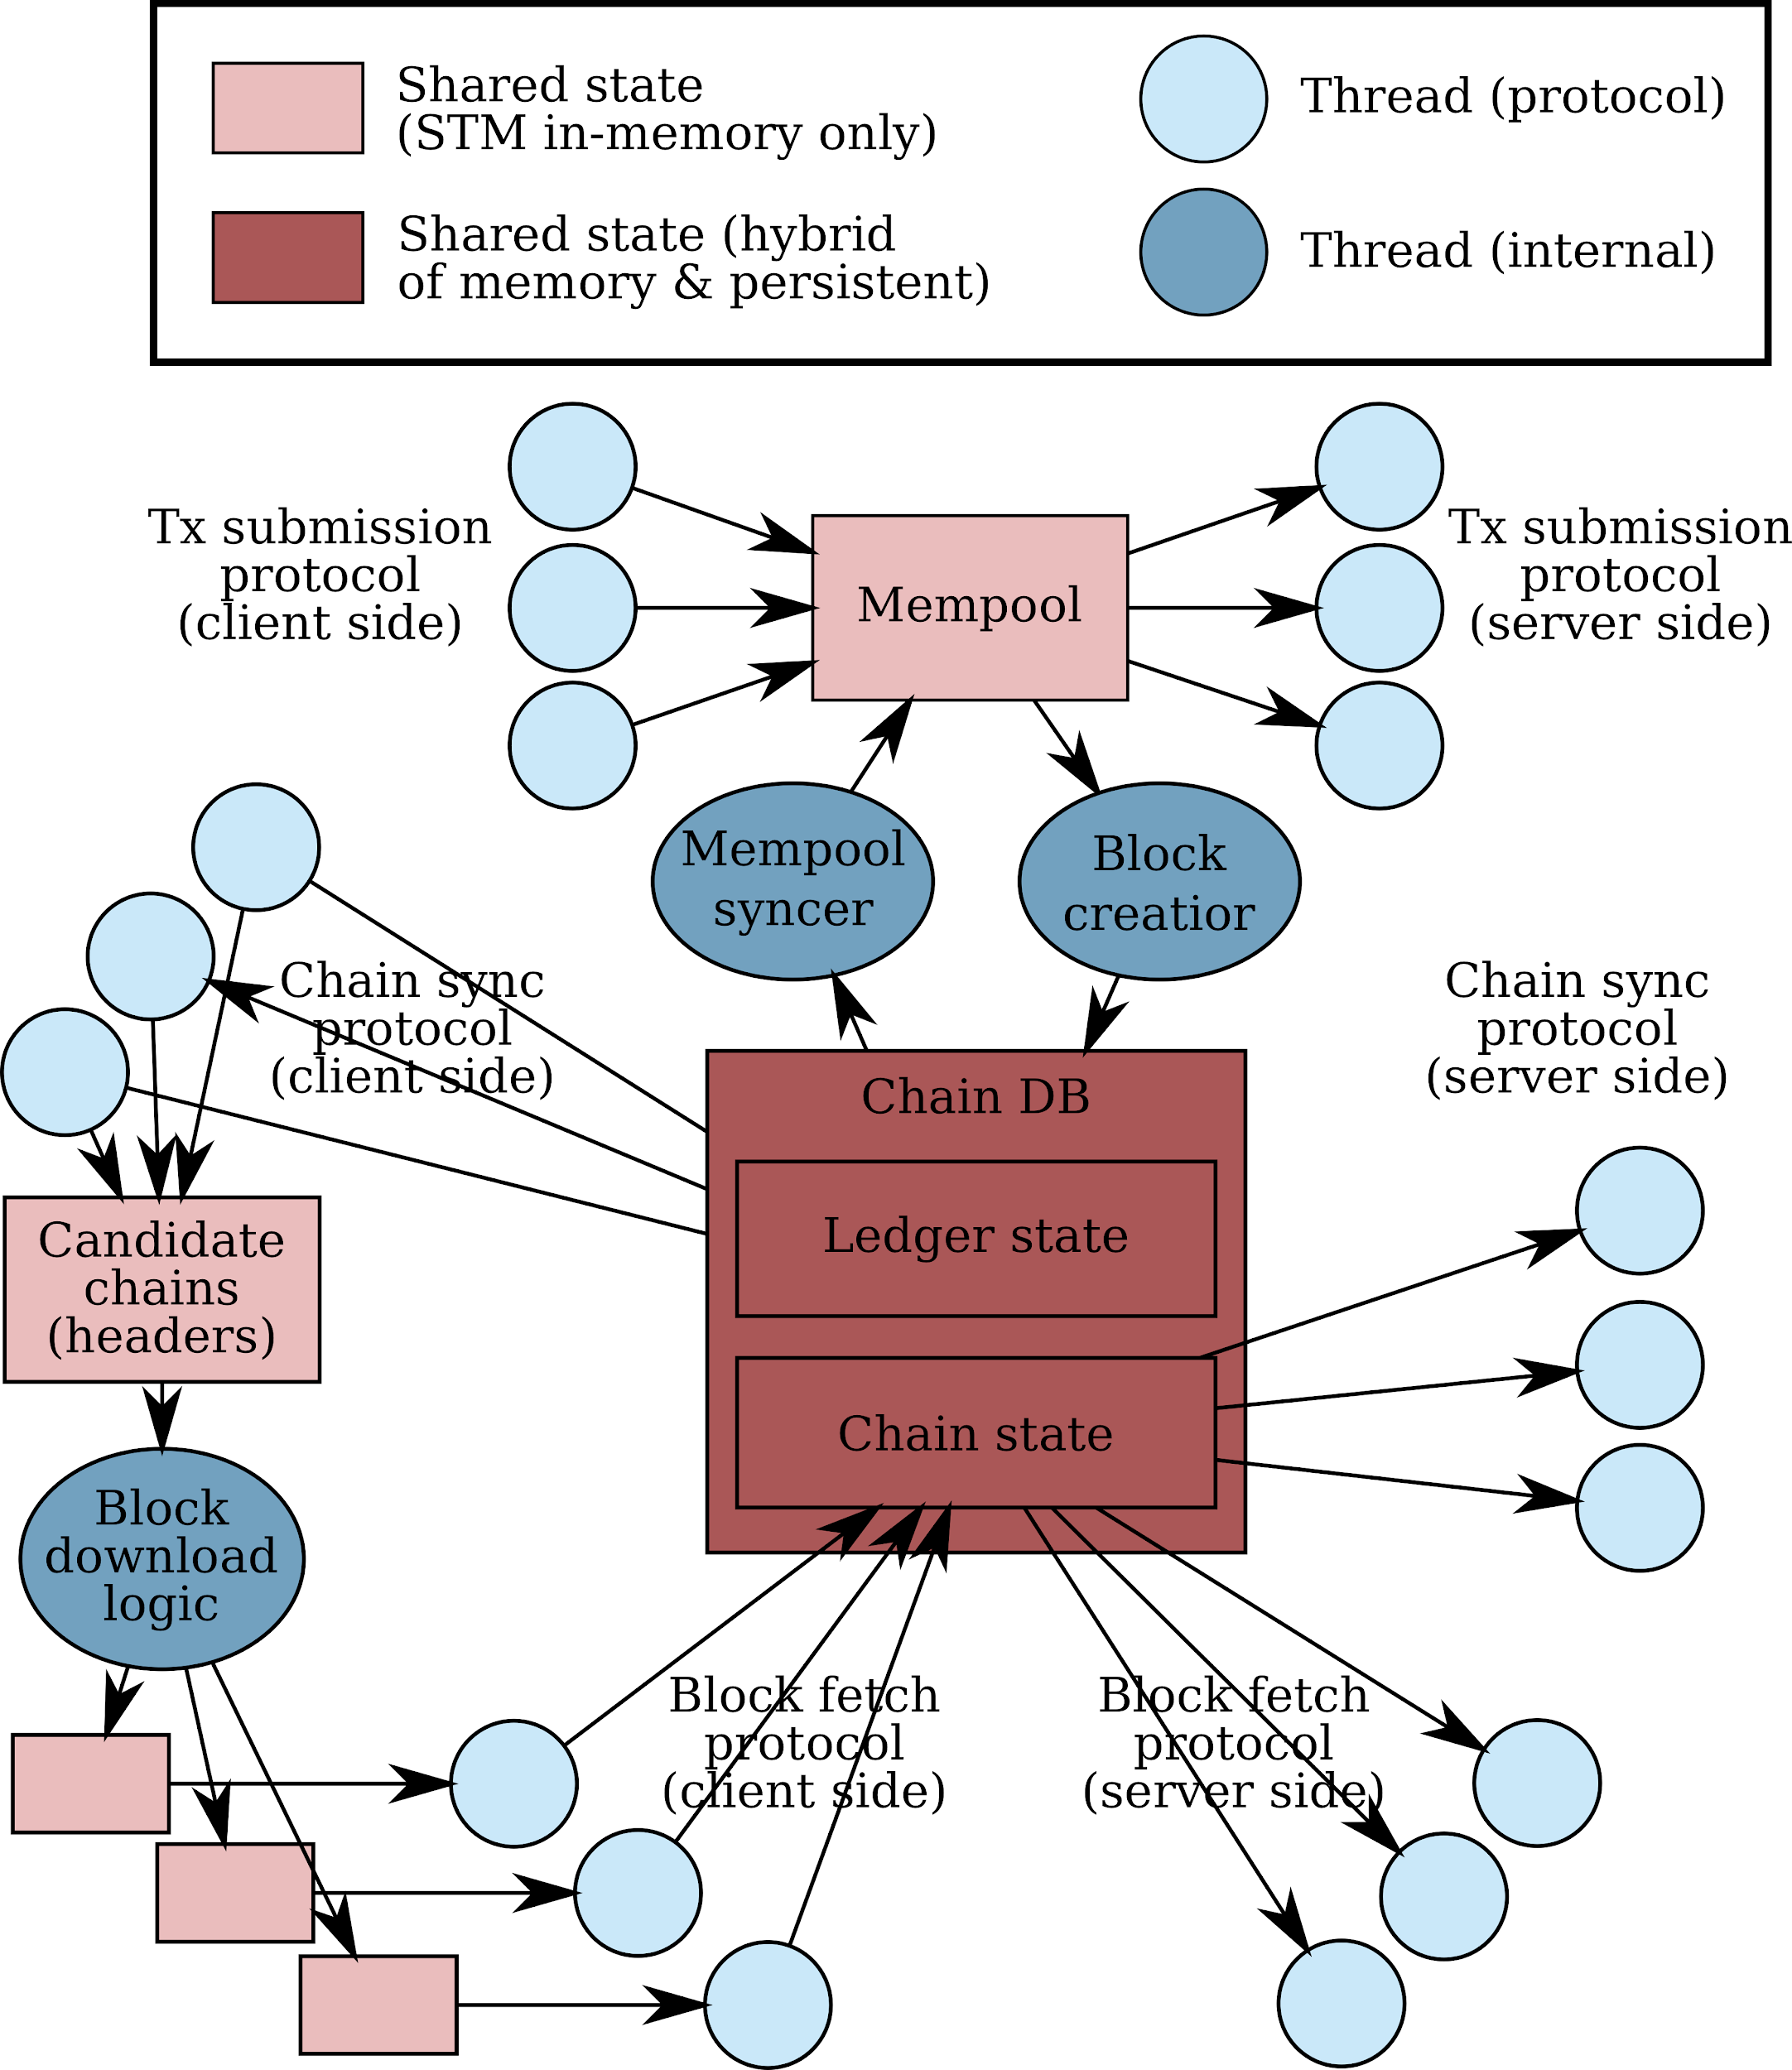 Shared state
(STM in-memory only)
Shared state (hybrid
of memory & persistent)
Thread (protocol)
Thread (internal)
Tx submission
protocol
(client side)
Mempool
Tx submission
protocol
(server side)
Mempool
syncer
Block
creatior
Chain sync
protocol
(client side)
Chain sync
protocol
(server side)
Chain DB
Ledger state
Chain state
Candidate
chains
(headers)
Block
download
logic
Block fetch
protocol
(client side)
Block fetch
protocol
(server side)